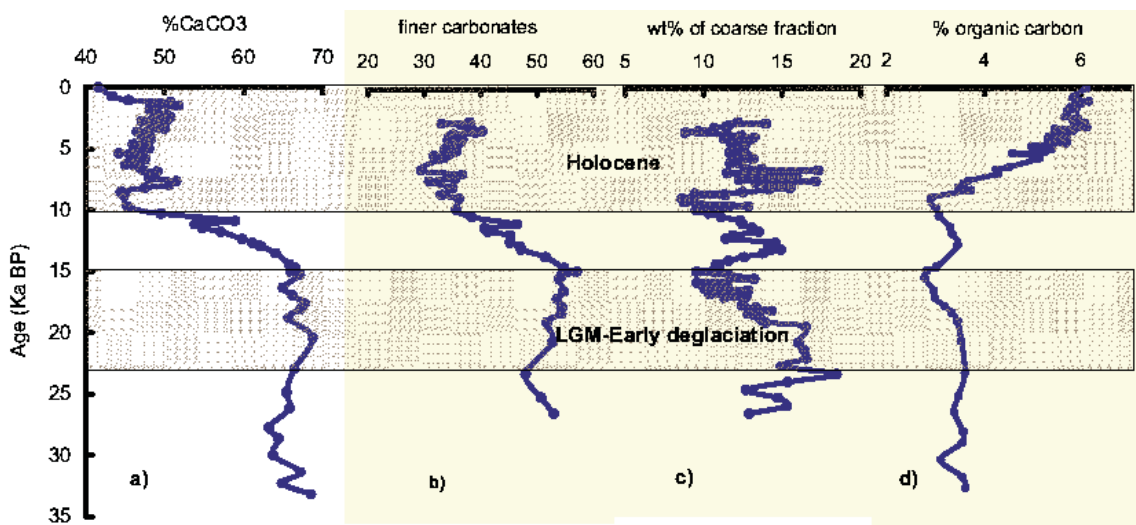 %CaCO3 finer carbonates wt% of coarse fraction % organic carbon
40 50 60 70 20 30 40 50 60 5 10 15 20 2 4 6
0
5
Holocene
10
15
Age (Ka BP)
20
LGM-Early deglaciation
25
30
a) b) c) d)
35